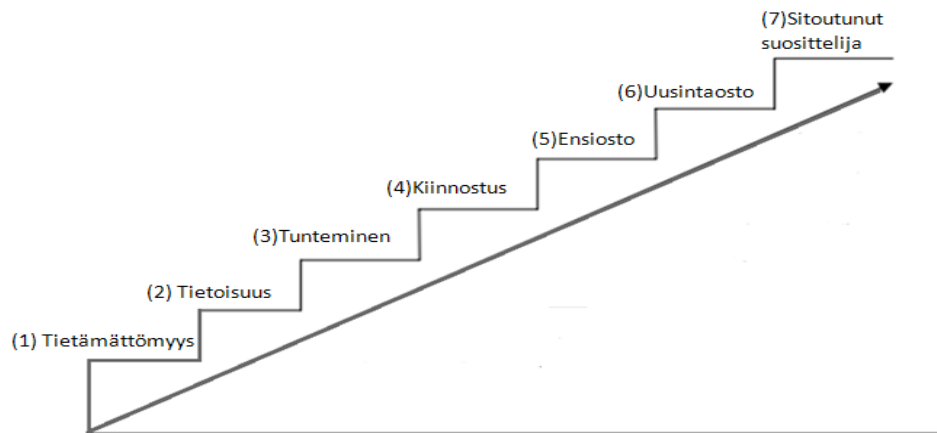 (7)Sitoutunut
suosittelija
(6)Uusintaosto
(5)Ensiosto
(4)Kiinnostus
(3)Tunteminen
(2) Tietoisuus
(1) Tietämättömyys